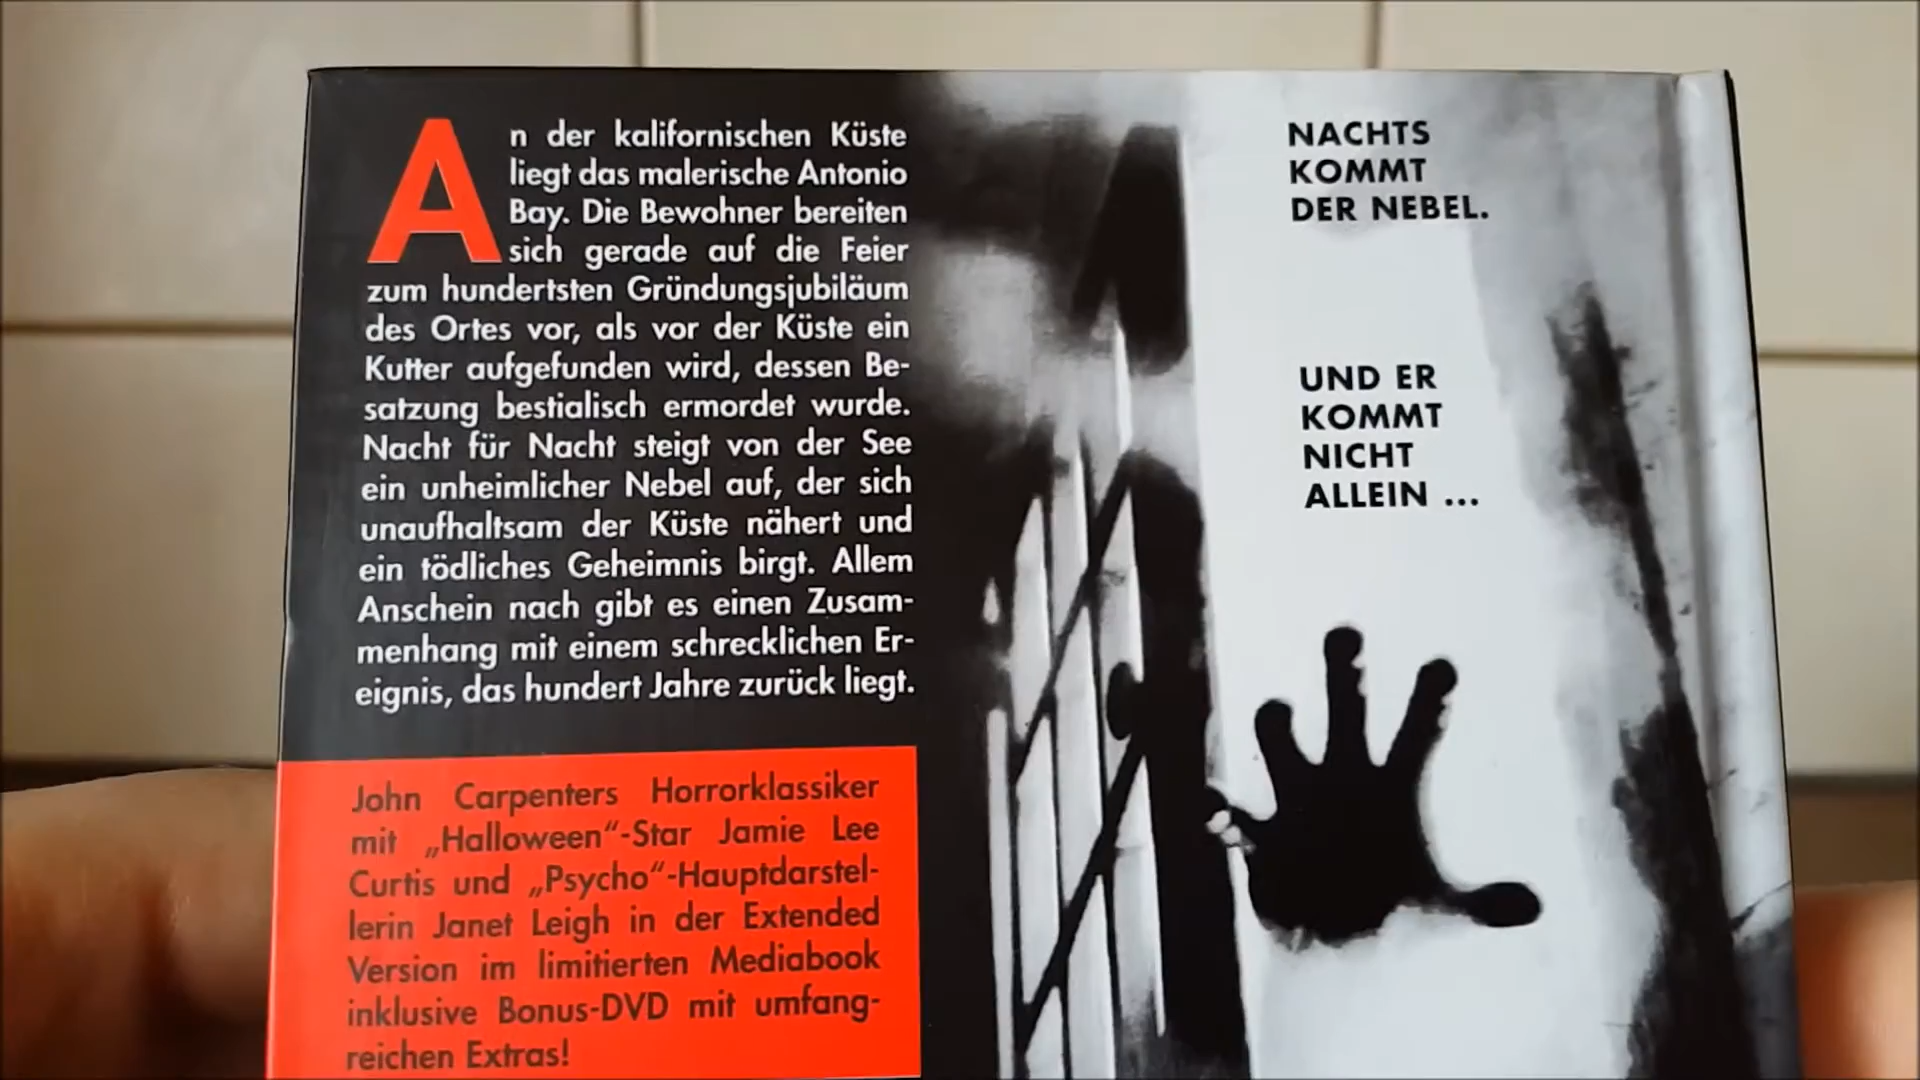 An der kalifornischen Küste
liegt das malerische Antonio
Bay. Die Bewohner bereiten
sich gerade auf die Feier
zum hundertsten Gründungsjubiläum
des Ortes vor, als vor der Küste ein
Kutter aufgefunden wird, dessen Be-
satzung bestialisch ermordet wurde.
Nacht für Nacht steigt von der See
ein unheimlicher Nebel auf, der sich
unaufhaltsam der Küste nähert und
ein tödliches Geheimnis birgt. Allem
Anschein nach gibt es einen Zusam-
menhang mit einem schrecklichen Er-
eignis, das hundert Jahre zurück liegt.
John Carpenters Horrorklassiker
mit „Halloween“-Star Jamie Lee
Curtis und „Psycho“-Hauptdarstel-
lerin Janet Leigh in der Extended
Version im limitierten Mediabook
inklusive Bonus-DVD mit umfang-
reichen Extras!
NACHTS
KOMMT
DER NEBEL.
UND ER
KOMMT
NICHT
ALLEIN ...